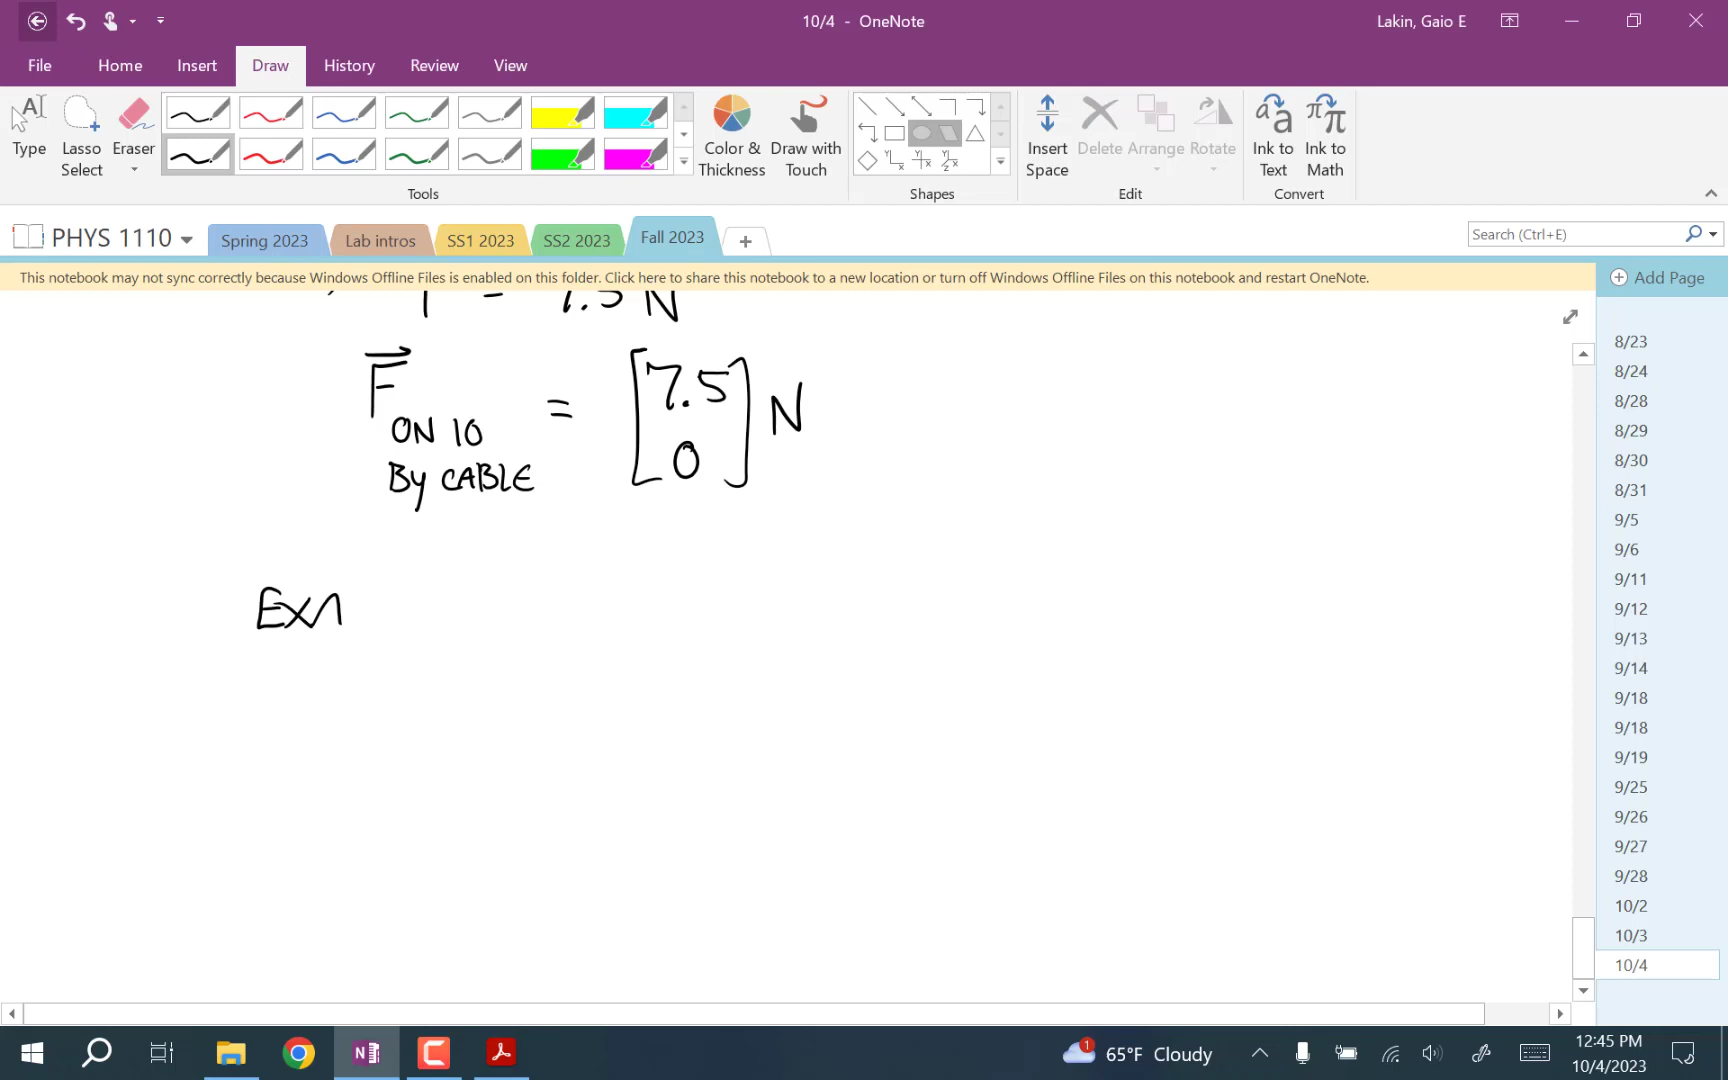 10/4 - OneNote
Lakin, Gaio E
File Home Insert Draw History Review View
Type
Lasso Select
Eraser
Color & Thickness
Draw with Touch
Insert Space
Delete Arrange Rotate
Ink to Text
Ink to Math
Tools Shapes Edit Convert
PHYS 1110
Spring 2023 Lab intros SS1 2023 SS2 2023 Fall 2023
Search (Ctrl+E)
This notebook may not sync correctly because Windows Offline Files is enabled on this folder. Click here to share this notebook to a new location or turn off Windows Offline Files on this notebook and restart OneNote.
Add Page
8/23
8/24
8/28
8/29
8/30
8/31
9/5
9/6
9/11
9/12
9/13
9/14
9/18
9/18
9/19
9/25
9/26
9/27
9/28
10/2
10/3
10/4
= 7.5 N
F ON 10 BY CABLE = [7.5 0] N
65°F Cloudy
12:45 PM
10/4/2023